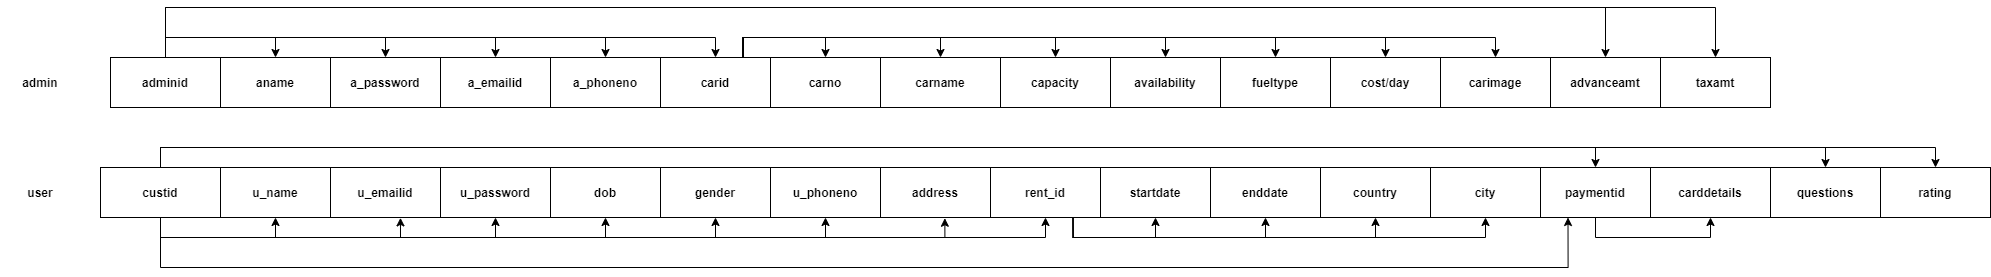 admin adminid aname a_password a_emailid a_phoneno carid carno carname capacity availability fueltype cost/day carimage advanceamt taxamt
user custid u_name u_emailid u_password dob gender u_phoneno address rent_id startdate enddate country city paymentid carddetails questions rating